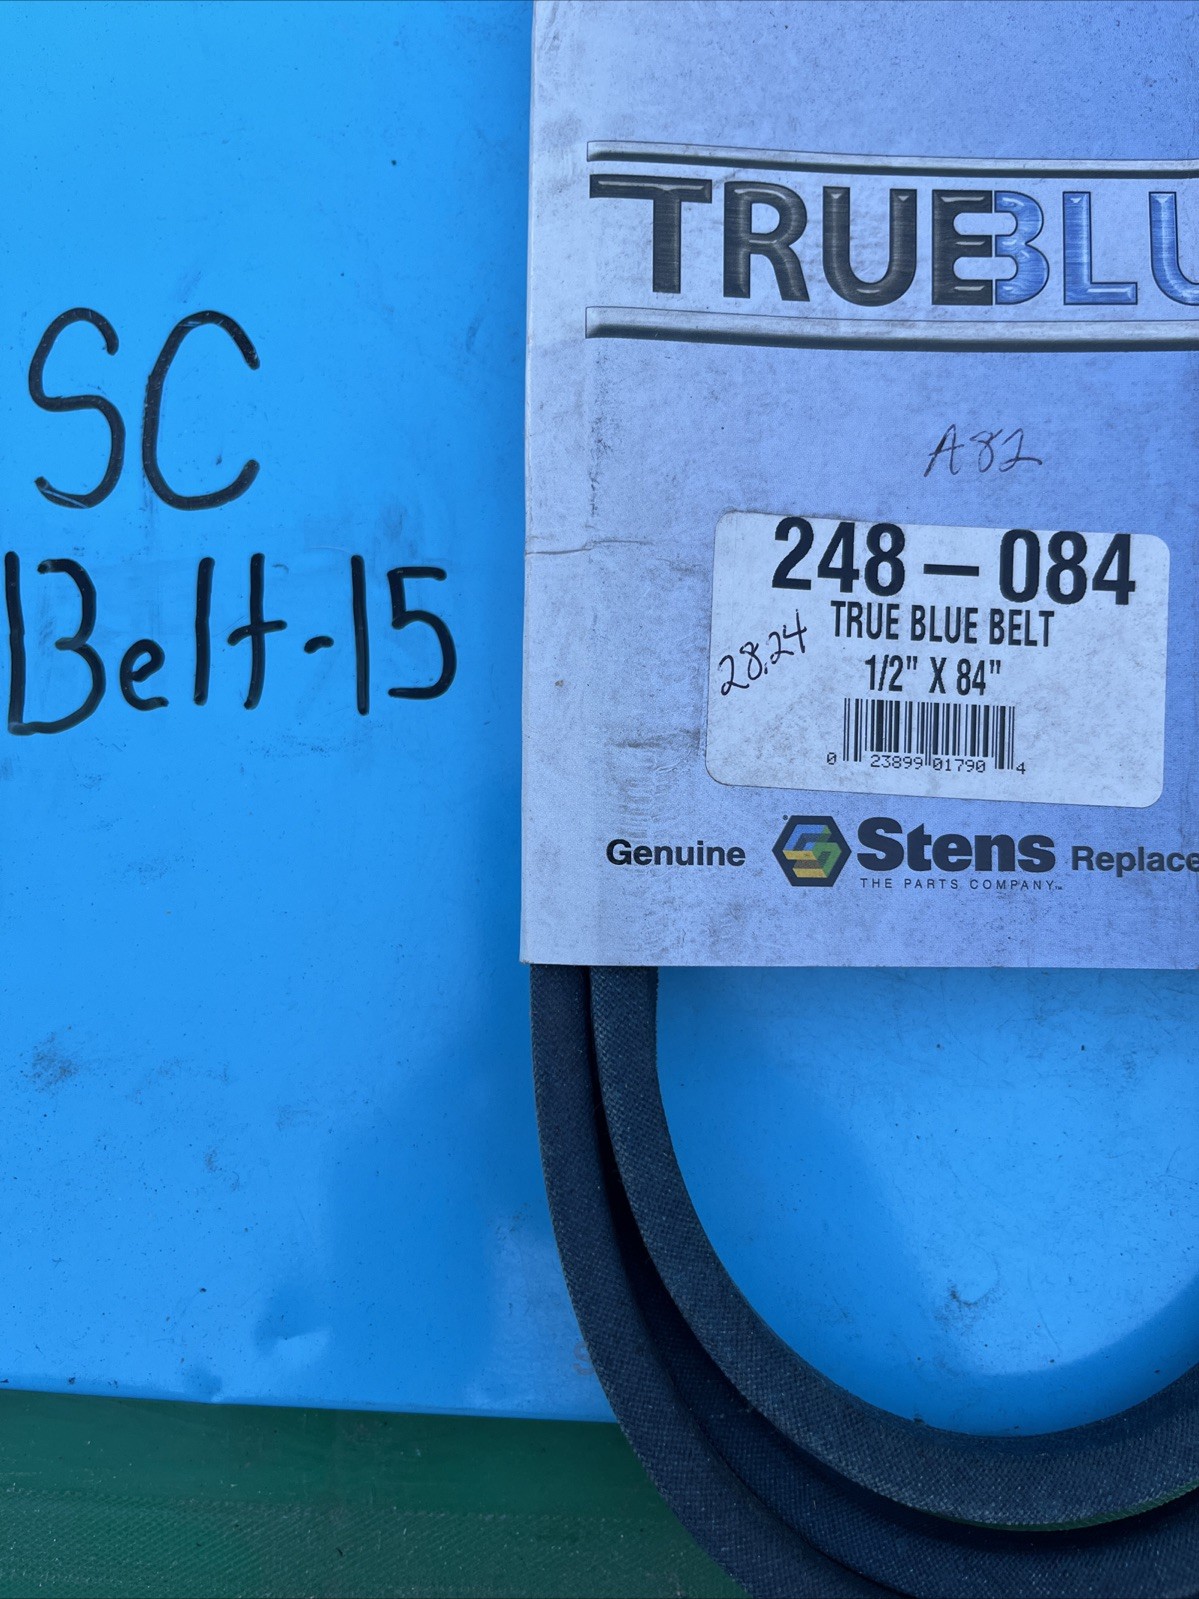 SC
Belt-15
TRUEBLU
A82
248-084
TRUE BLUE BELT
28.24
1/2" X 84"
0 23899 01790 4
Genuine Stens Replace
THE PARTS COMPANY™